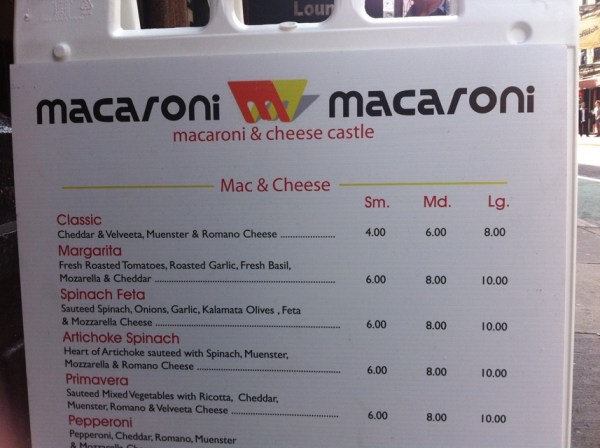 Loun
macaroni m macaroni
macaroni & cheese castle
Mac & Cheese
Sm. Md. Lg.
Classic
Cheddar & Velveeta, Muenster & Romano Cheese ..................... 4.00 6.00 8.00
Margarita
Fresh Roasted Tomatoes, Roasted Garlic, Fresh Basil,
Mozarella & Cheddar ..................... 6.00 8.00 10.00
Spinach Feta
Sauteed Spinach, Onions, Garlic, Kalamata Olives , Feta
& Mozzarella Cheese ..................... 6.00 8.00 10.00
Artichoke Spinach
Heart of Artichoke sauteed with Spinach, Muenster,
Mozzarella & Romano Cheese ..................... 6.00 8.00 10.00
Primavera
Sauteed Mixed Vegetables with Ricotta, Cheddar,
Muenster, Romano & Velveeta Cheese ..................... 6.00 8.00 10.00
Pepperoni
Pepperoni, Cheddar, Romano, Muenster